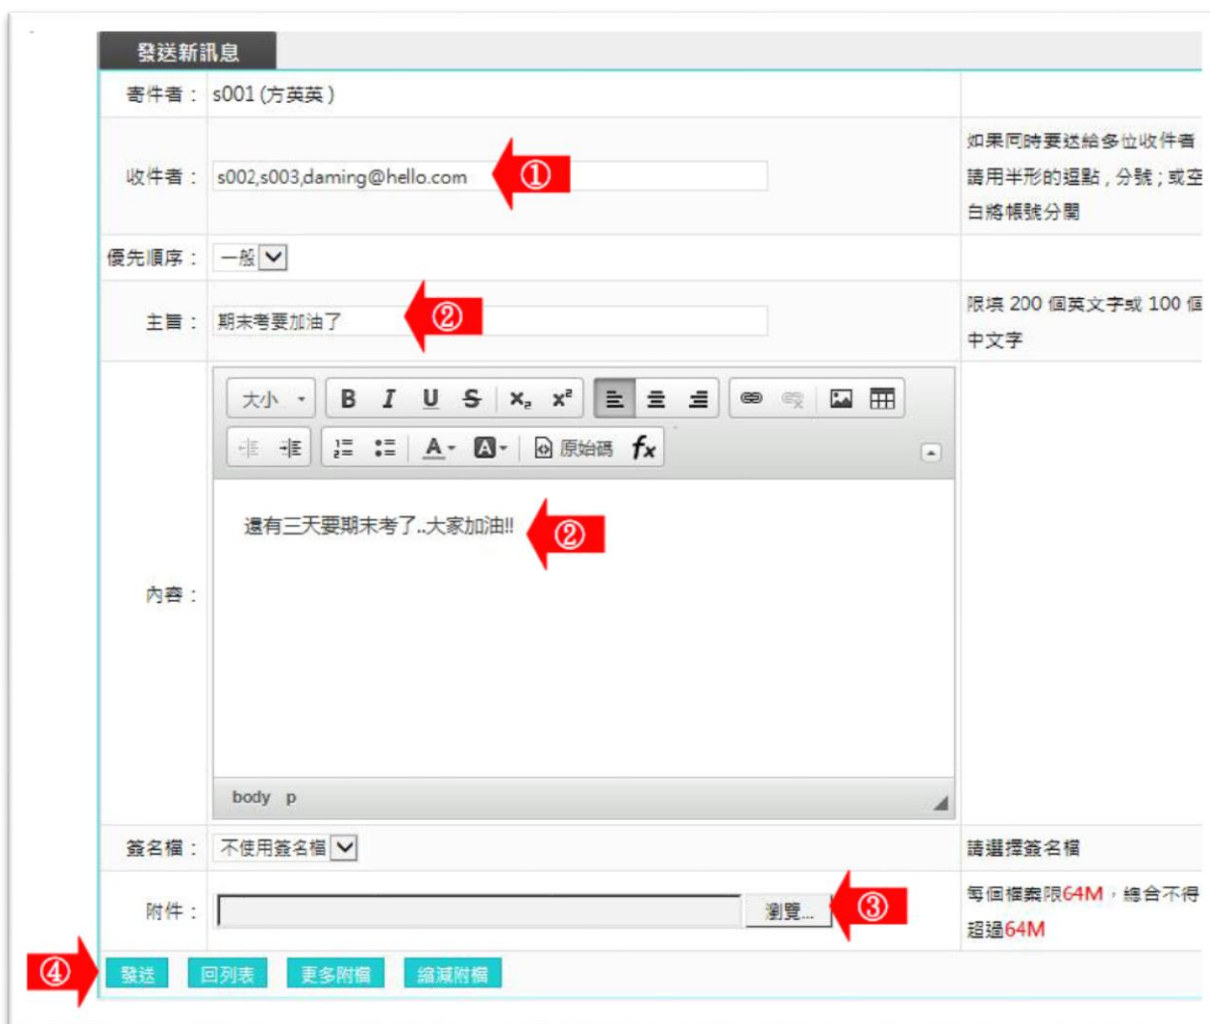 發送新訊息
寄件者： s001 (方英英 )
收件者： s002,s003,daming@hello.com ①
如果同時要送給多位收件者
請用半形的逗點 , 分號 ; 或空
白將帳號分開
優先順序： 一般
主旨： 期末考要加油了 ②
限填 200 個英文字或 100 個
中文字
大小 B I U S x₂ x²
A A 原始碼 fx
還有三天要期末考了..大家加油!! ②
內容：
body p
簽名檔： 不使用簽名檔
請選擇簽名檔
附件： 瀏覽... ③
每個檔案限64M，總合不得
超過64M
④ 發送 回列表 更多附檔 縮減附檔